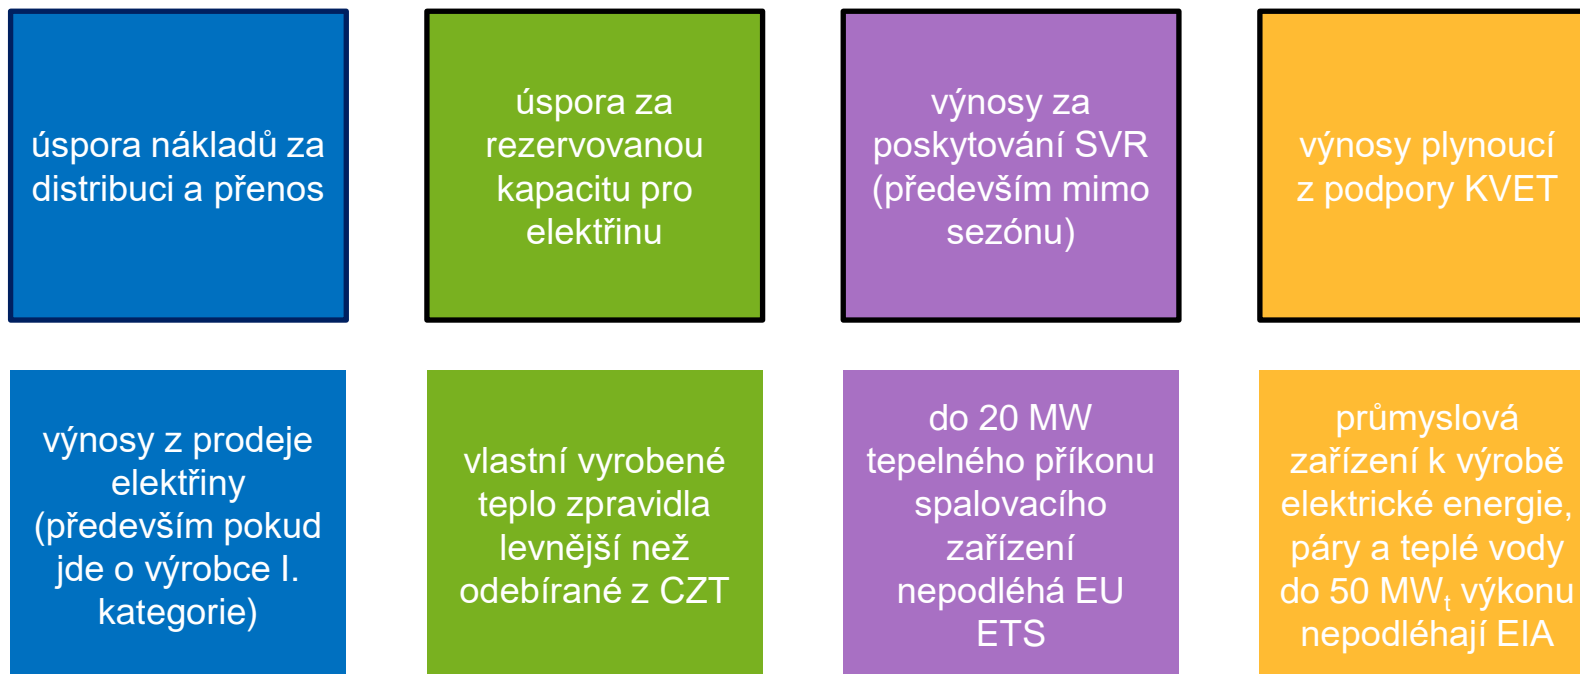 úspora nákladů za
distribuci a přenos
úspora za
rezervovanou
kapacitu pro
elektřinu
výnosy za
poskytování SVR
(především mimo
sezónu)
výnosy plynoucí
z podpory KVET
výnosy z prodeje
elektřiny
(především pokud
jde o výrobce I.
kategorie)
vlastní vyrobené
teplo zpravidla
levnější než
odebírané z CZT
do 20 MW
tepelného příkonu
spalovacího
zařízení
nepodléhá EU
ETS
průmyslová
zařízení k výrobě
elektrické energie,
páry a teplé vody
do 50 MWₜ výkonu
nepodléhají EIA